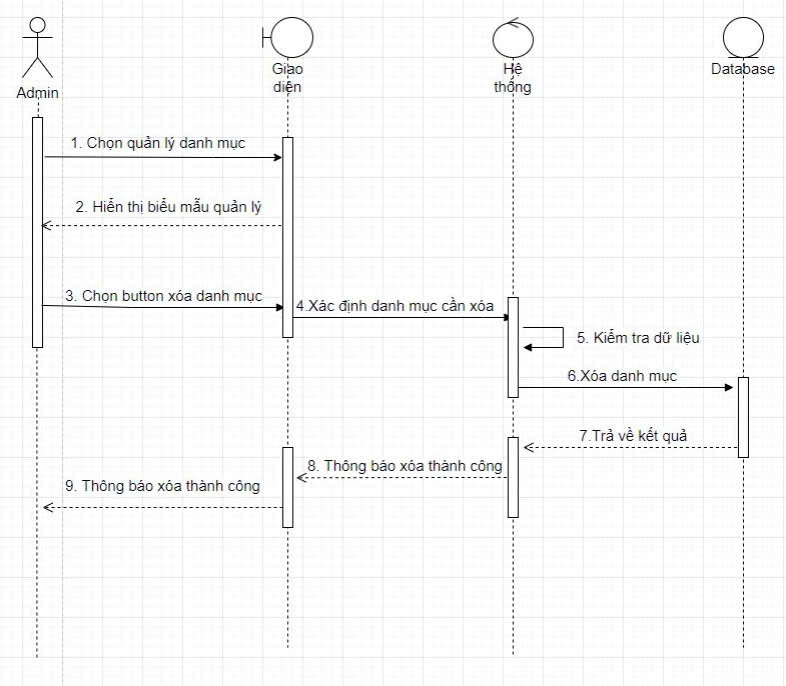 Admin
Giao
diện
Hệ
thống
Database
1. Chọn quản lý danh mục
2. Hiển thị biểu mẫu quản lý
3. Chọn button xóa danh mục
4.Xác định danh mục cần xóa
5. Kiểm tra dữ liệu
6.Xóa danh mục
7.Trả về kết quả
8. Thông báo xóa thành công
9. Thông báo xóa thành công